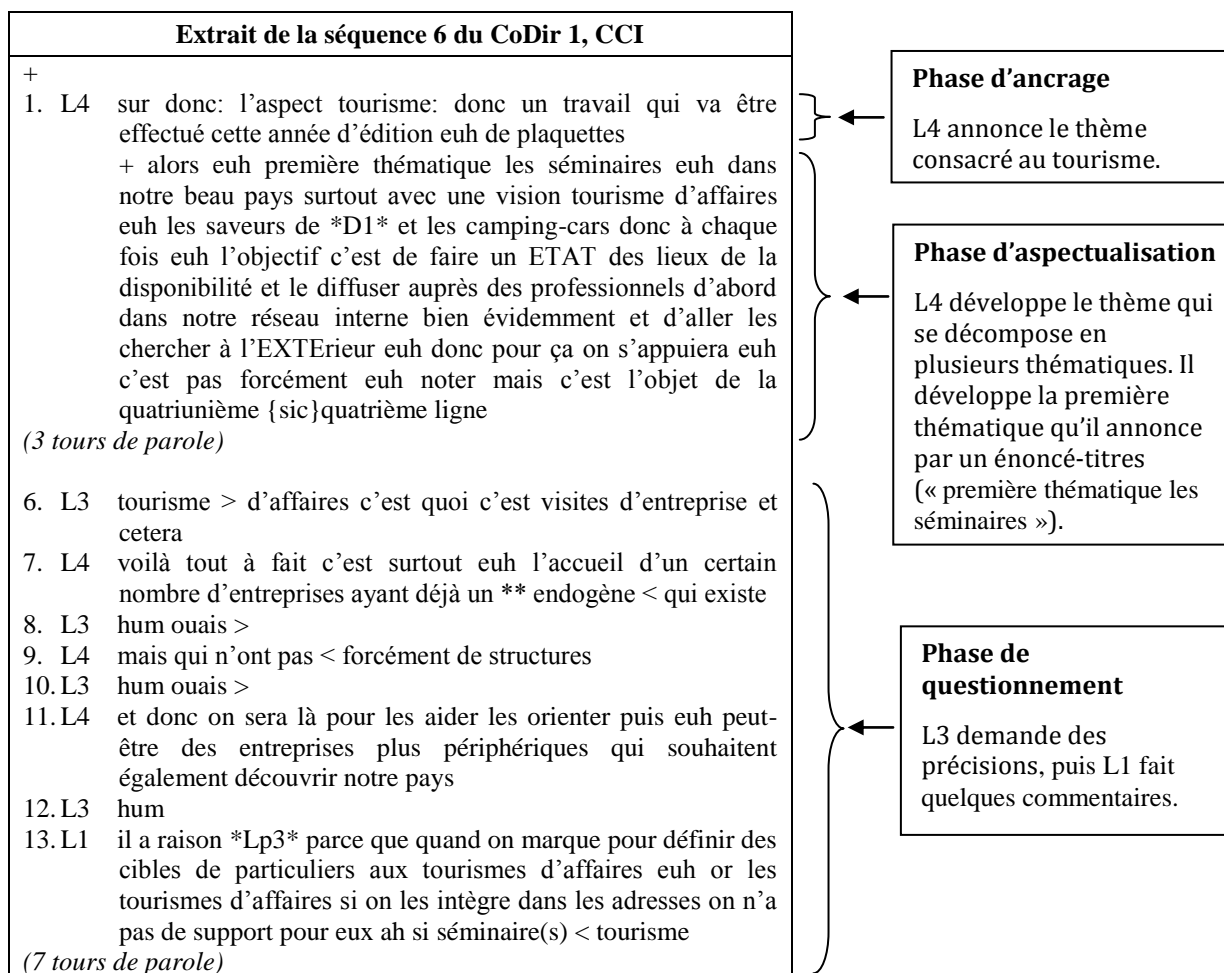 Extrait de la séquence 6 du CoDir 1, CCI
+
1. L4 sur donc: l’aspect tourisme: donc un travail qui va être
effectué cette année d’édition euh de plaquettes
+ alors euh première thématique les séminaires euh dans
notre beau pays surtout avec une vision tourisme d’affaires
euh les saveurs de *D1* et les camping-cars donc à chaque
fois euh l’objectif c’est de faire un ETAT des lieux de la
disponibilité et le diffuser auprès des professionnels d’abord
dans notre réseau interne bien évidemment et d’aller les
chercher à l’EXTErieur euh donc pour ça on s’appuiera euh
c’est pas forcément euh noter mais c’est l’objet de la
quatriunième {sic}quatrième ligne
(3 tours de parole)
6. L3 tourisme > d’affaires c’est quoi c’est visites d’entreprise et
cetera
7. L4 voilà tout à fait c’est surtout euh l’accueil d’un certain
nombre d’entreprises ayant déjà un ** endogène < qui existe
8. L3 hum ouais >
9. L4 mais qui n’ont pas < forcément de structures
10. L3 hum ouais >
11. L4 et donc on sera là pour les aider les orienter puis euh peut-
être des entreprises plus périphériques qui souhaitent
également découvrir notre pays
12. L3 hum
13. L1 il a raison *Lp3* parce que quand on marque pour définir des
cibles de particuliers aux tourismes d’affaires euh or les
tourismes d’affaires si on les intègre dans les adresses on n’a
pas de support pour eux ah si séminaire(s) < tourisme
(7 tours de parole)
Phase d’ancrage
L4 annonce le thème
consacré au tourisme.
Phase d’aspectualisation
L4 développe le thème qui
se décompose en
plusieurs thématiques. Il
développe la première
thématique qu’il annonce
par un énoncé-titres
(« première thématique les
séminaires »).
Phase de
questionnement
L3 demande des
précisions, puis L1 fait
quelques commentaires.